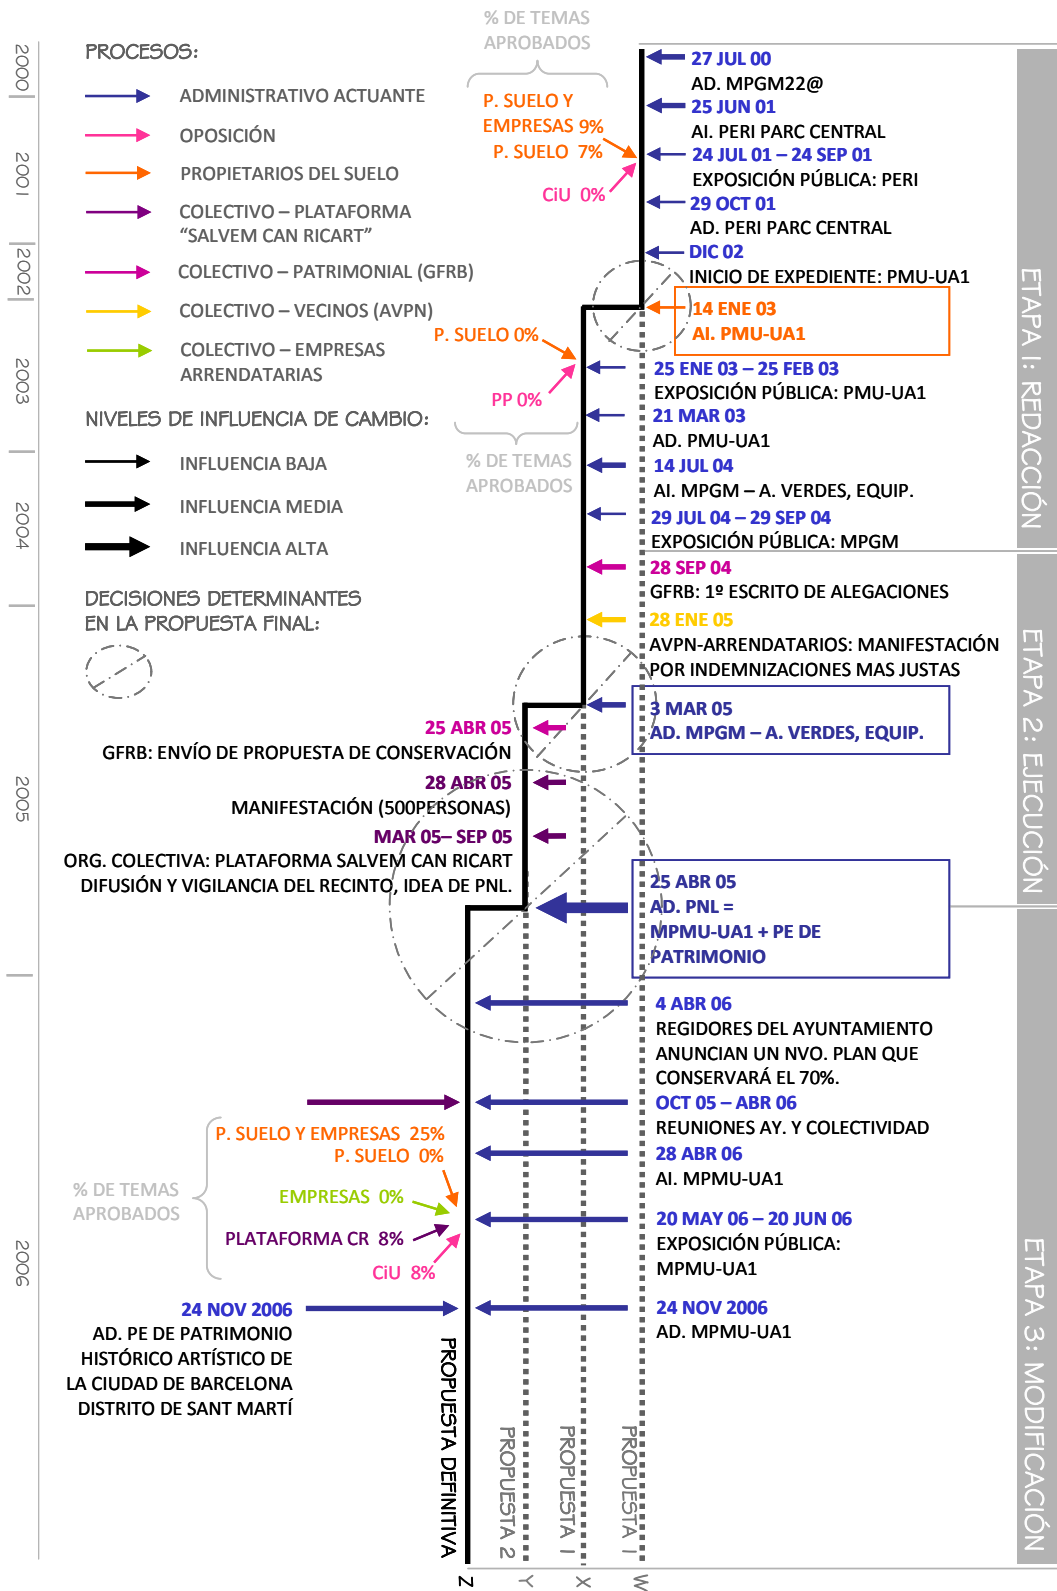 % DE TEMAS
APROBADOS
PROCESOS:
ADMINISTRATIVO ACTUANTE
OPOSICIÓN
PROPIETARIOS DEL SUELO
COLECTIVO – PLATAFORMA
“SALVEM CAN RICART”
COLECTIVO – PATRIMONIAL (GFRB)
COLECTIVO – VECINOS (AVPN)
COLECTIVO – EMPRESAS
ARRENDATARIAS
NIVELES DE INFLUENCIA DE CAMBIO:
INFLUENCIA BAJA
INFLUENCIA MEDIA
INFLUENCIA ALTA
DECISIONES DETERMINANTES
EN LA PROPUESTA FINAL:
2000
2001
2002
2003
2004
2005
2006
P. SUELO Y
EMPRESAS 9%
P. SUELO 7%
CiU 0%
P. SUELO 0%
PP 0%
% DE TEMAS
APROBADOS
27 JUL 00
AD. MPGM22@
25 JUN 01
AI. PERI PARC CENTRAL
24 JUL 01 – 24 SEP 01
EXPOSICIÓN PÚBLICA: PERI
29 OCT 01
AD. PERI PARC CENTRAL
DIC 02
INICIO DE EXPEDIENTE: PMU-UA1
14 ENE 03
AI. PMU-UA1
25 ENE 03 – 25 FEB 03
EXPOSICIÓN PÚBLICA: PMU-UA1
21 MAR 03
AD. PMU-UA1
14 JUL 04
AI. MPGM – A. VERDES, EQUIP.
29 JUL 04 – 29 SEP 04
EXPOSICIÓN PÚBLICA: MPGM
28 SEP 04
GFRB: 1º ESCRITO DE ALEGACIONES
28 ENE 05
AVPN-ARRENDATARIOS: MANIFESTACIÓN
POR INDEMNIZACIONES MAS JUSTAS
3 MAR 05
AD. MPGM – A. VERDES, EQUIP.
25 ABR 05
GFRB: ENVÍO DE PROPUESTA DE CONSERVACIÓN
28 ABR 05
MANIFESTACIÓN (500PERSONAS)
MAR 05– SEP 05
ORG. COLECTIVA: PLATAFORMA SALVEM CAN RICART
DIFUSIÓN Y VIGILANCIA DEL RECINTO, IDEA DE PNL.
25 ABR 05
AD. PNL =
MPMU-UA1 + PE DE
PATRIMONIO
4 ABR 06
REGIDORES DEL AYUNTAMIENTO
ANUNCIAN UN NVO. PLAN QUE
CONSERVARÁ EL 70%.
OCT 05 – ABR 06
REUNIONES AY. Y COLECTIVIDAD
28 ABR 06
AI. MPMU-UA1
20 MAY 06 – 20 JUN 06
EXPOSICIÓN PÚBLICA:
MPMU-UA1
24 NOV 2006
AD. MPMU-UA1
% DE TEMAS
APROBADOS
P. SUELO Y EMPRESAS 25%
P. SUELO 0%
EMPRESAS 0%
PLATAFORMA CR 8%
CiU 8%
24 NOV 2006
AD. PE DE PATRIMONIO
HISTÓRICO ARTÍSTICO DE
LA CIUDAD DE BARCELONA
DISTRITO DE SANT MARTÍ
PROPUESTA DEFINITIVA
PROPUESTA 2
PROPUESTA 1
PROPUESTA 1
Z
Y
X
W
ETAPA 1: REDACCIÓN
ETAPA 2: EJECUCIÓN
ETAPA 3: MODIFICACIÓN